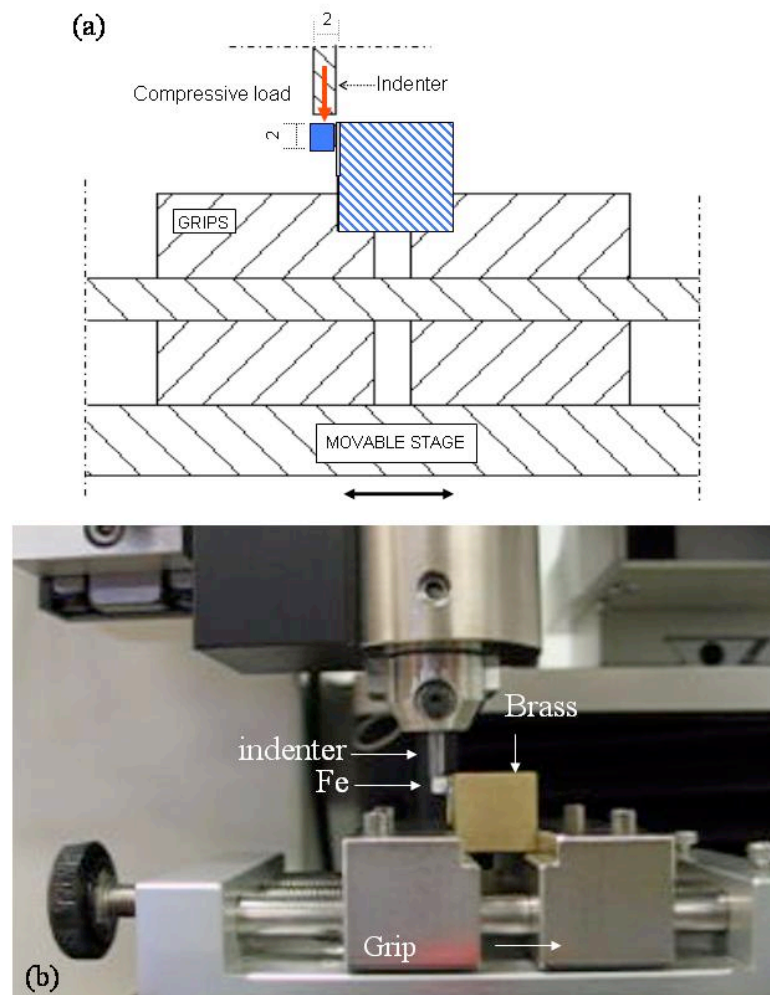 (a)
2
Compressive load
Indenter
2
GRIPS
MOVABLE STAGE
Brass
indenter
Fe
Grip
(b)